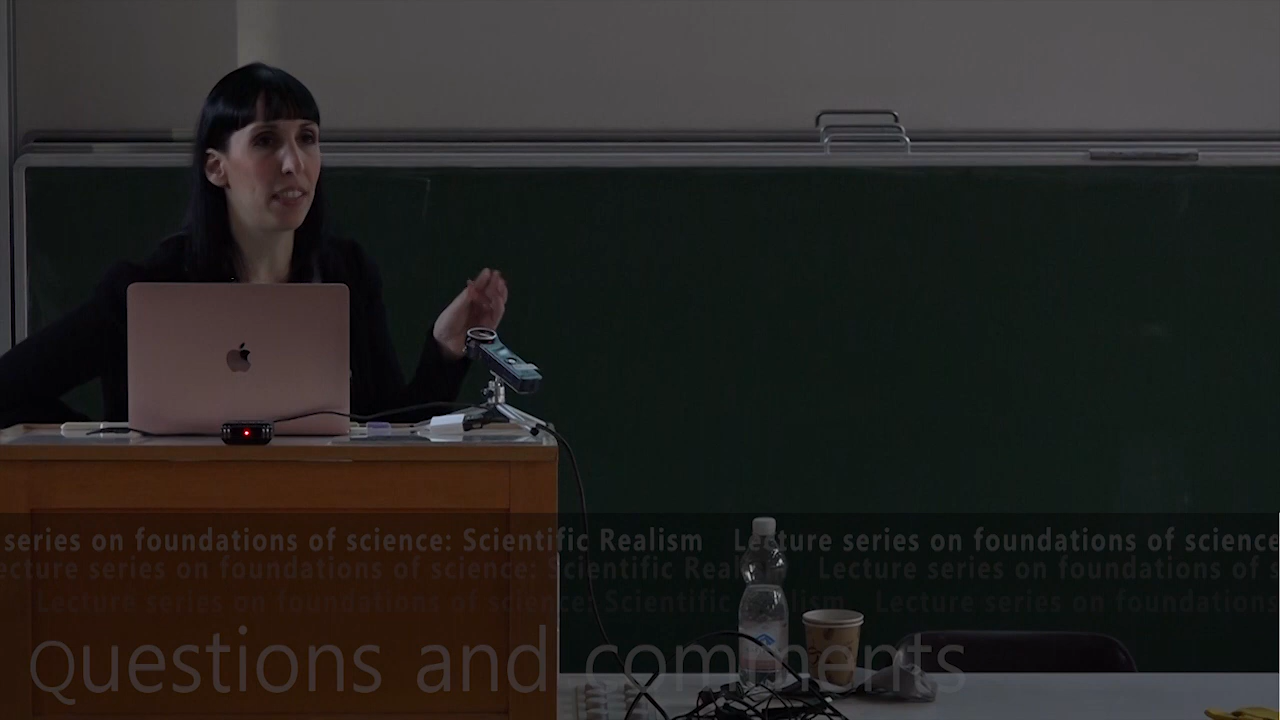 series on foundations of science: Scientific Realism Lecture series on foundations of science
ecture series on foundations of science: Scientific Rea Lecture series on foundations of s
Lecture series on foundations of science: Scientific Realism Lecture series on foundations
Questions and comments